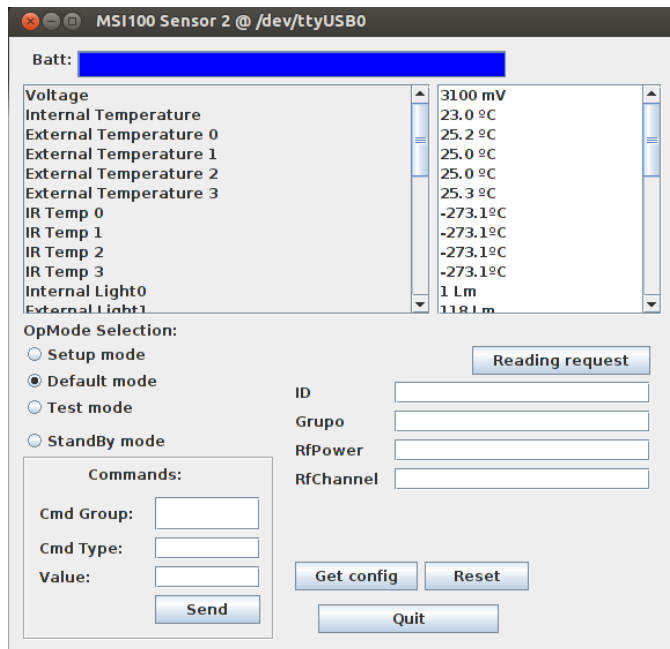 MSI100 Sensor 2 @ /dev/ttyUSB0
Batt:
Voltage 3100 mV
Internal Temperature 23.0 ºC
External Temperature 0 25.2 ºC
External Temperature 1 25.0 ºC
External Temperature 2 25.0 ºC
External Temperature 3 25.3 ºC
IR Temp 0 -273.1ºC
IR Temp 1 -273.1ºC
IR Temp 2 -273.1ºC
IR Temp 3 -273.1ºC
Internal Light0 1 Lm
External Light1 118 Lm
OpMode Selection:
Setup mode
Default mode
Test mode
StandBy mode
Reading request
ID
Grupo
RfPower
RfChannel
Commands:
Cmd Group:
Cmd Type:
Value:
Send
Get config Reset
Quit